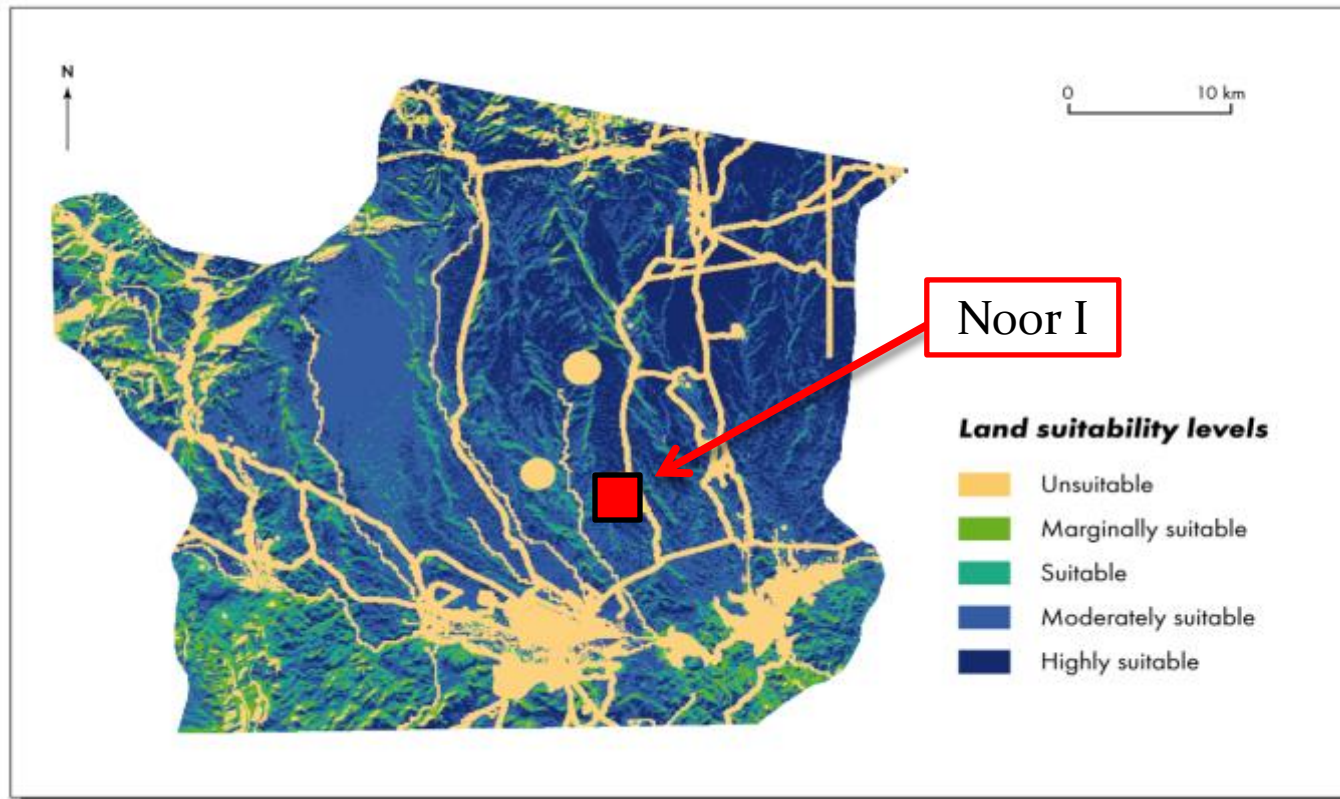 N
0 10 km
Noor I
Land suitability levels
Unsuitable
Marginally suitable
Suitable
Moderately suitable
Highly suitable